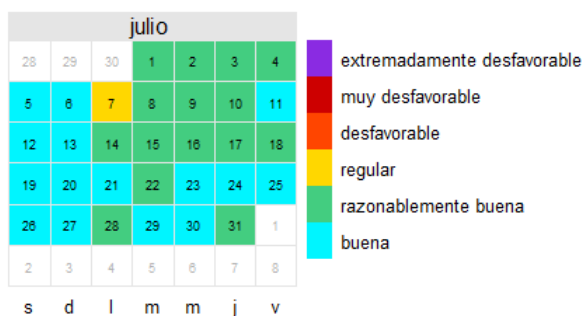 julio
28 29 30 1 2 3 4
5 6 7 8 9 10 11
12 13 14 15 16 17 18
19 20 21 22 23 24 25
26 27 28 29 30 31 1
2 3 4 5 6 7 8
s d l m m j v
extremadamente desfavorable
muy desfavorable
desfavorable
regular
razonablemente buena
buena